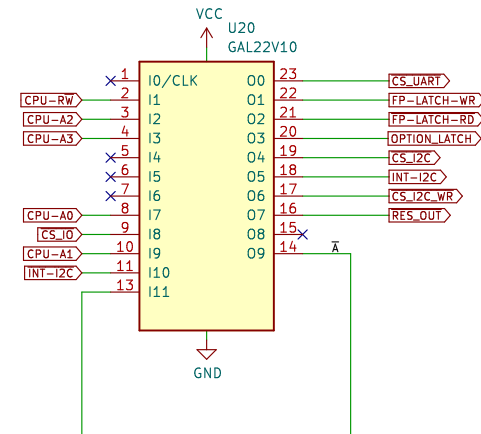 VCC
U20
GAL22V10
1 I0/CLK O0 23 CS_UART
CPU-RW 2 I1 O1 22 FP-LATCH-WR
CPU-A2 3 I2 O2 21 FP-LATCH-RD
CPU-A3 4 I3 O3 20 OPTION_LATCH
5 I4 O4 19 CS_I2C
6 I5 O5 18 INT-I2C
7 I6 O6 17 CS_I2C_WR
CPU-A0 8 I7 O7 16 RES_OUT
CS_IO 9 I8 O8 15
CPU-A1 10 I9 O9 14 A
INT-I2C 11 I10
13 I11
GND